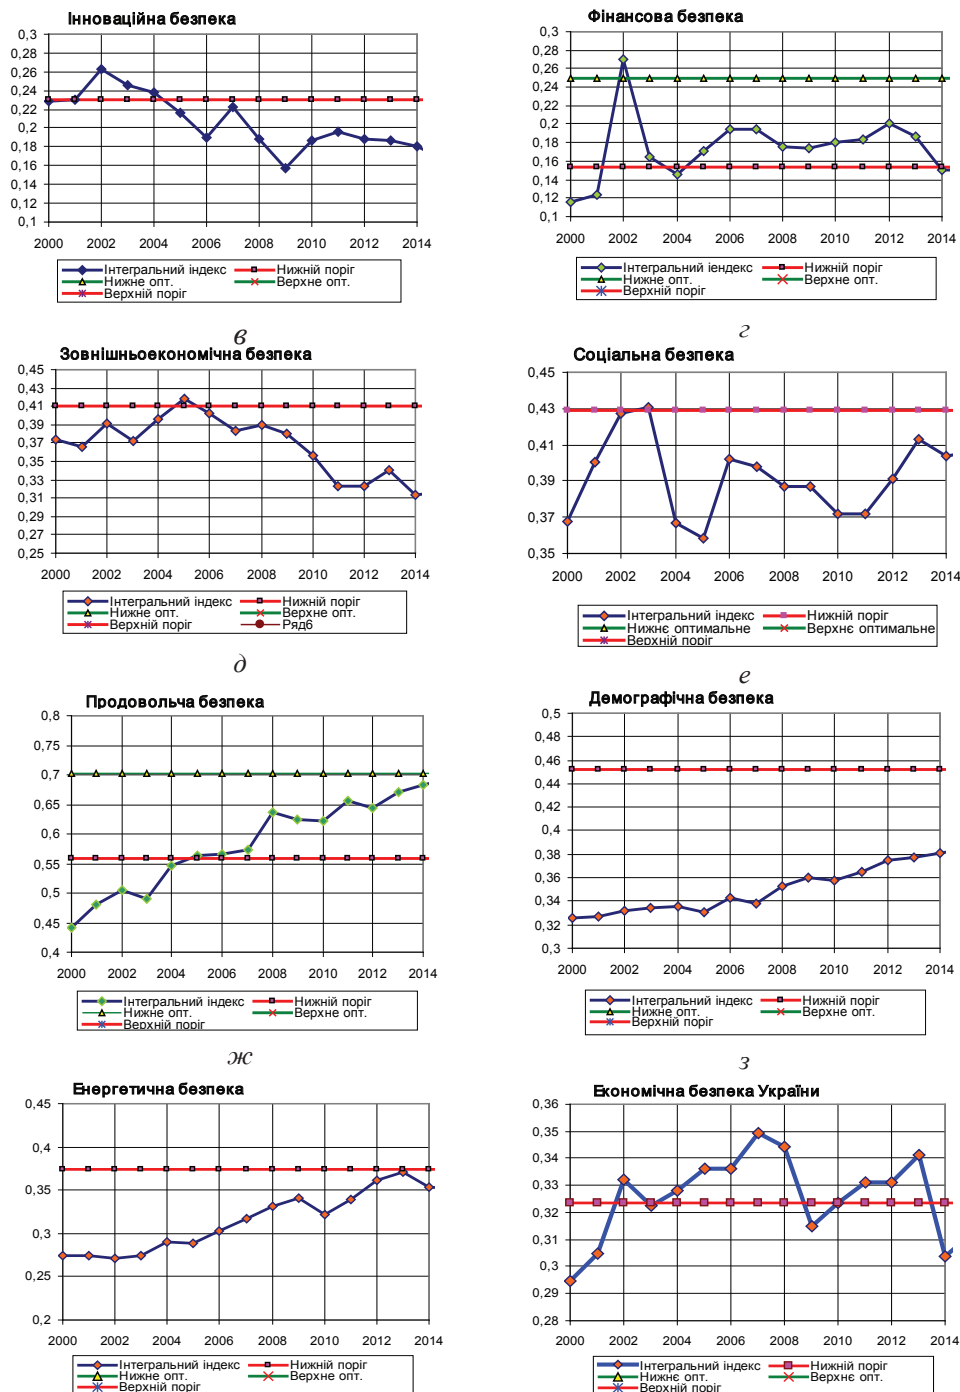 Інноваційна безпека
0,3
0,28
0,26
0,24
0,22
0,2
0,18
0,16
0,14
0,12
0,1
2000 2002 2004 2006 2008 2010 2012 2014
Інтегральний індекс Нижній поріг
Нижне опт. Верхне опт.
Верхній поріг
в
Фінансова безпека
0,3
0,28
0,26
0,24
0,22
0,2
0,18
0,16
0,14
0,12
0,1
2000 2002 2004 2006 2008 2010 2012 2014
Інтегральний іендекс Нижній поріг
Нижне опт. Верхне опт.
Верхній поріг
г
Зовнішньоекономічна безпека
0,45
0,43
0,41
0,39
0,37
0,35
0,33
0,31
0,29
0,27
0,25
2000 2002 2004 2006 2008 2010 2012 2014
Інтегральний індекс Нижній поріг
Нижне опт. Верхне опт.
Верхній поріг Ряд6
д
Соціальна безпека
0,45
0,43
0,41
0,39
0,37
0,35
2000 2002 2004 2006 2008 2010 2012 2014
Інтегральний індекс Нижній поріг
Нижнє оптимальне Верхнє оптимальне
Верхній поріг
е
Продовольча безпека
0,8
0,75
0,7
0,65
0,6
0,55
0,5
0,45
0,4
2000 2002 2004 2006 2008 2010 2012 2014
Інтегральний індекс Нижній поріг
Нижне опт. Верхне опт.
Верхній поріг
ж
Демографічна безпека
0,5
0,48
0,46
0,44
0,42
0,4
0,38
0,36
0,34
0,32
0,3
2000 2002 2004 2006 2008 2010 2012 2014
Інтегральний індекс Нижній поріг
Нижне опт. Верхне опт.
Верхній поріг
з
Енергетична безпека
0,45
0,4
0,35
0,3
0,25
0,2
2000 2002 2004 2006 2008 2010 2012 2014
Інтегральний індекс Нижній поріг
Нижне опт. Верхне опт.
Верхній поріг
Економічна безпека України
0,36
0,35
0,34
0,33
0,32
0,31
0,3
0,29
0,28
2000 2002 2004 2006 2008 2010 2012 2014
Інтегральний індекс Нижній поріг
Нижнє опт. Верхнє опт.
Верхній поріг